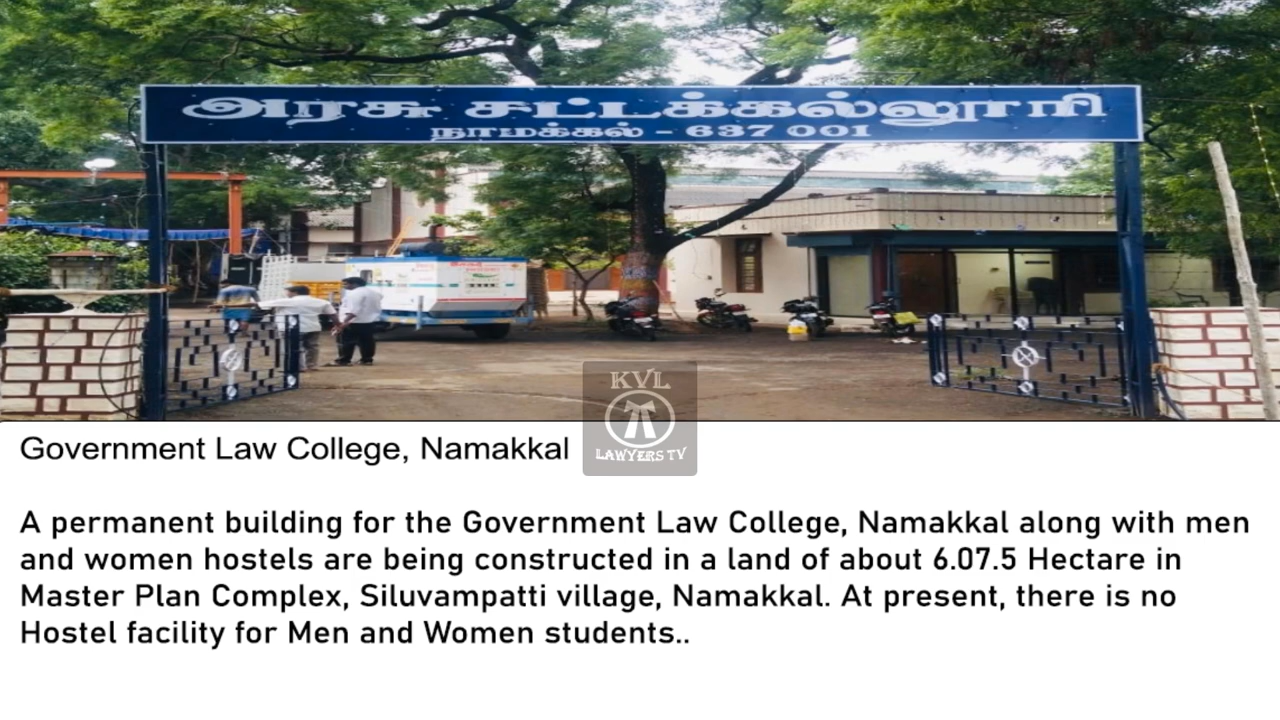 அரசு சட்டக்கல்லூரி
நாமக்கல் - 637 001
KVL
LAWYERS TV
Government Law College, Namakkal
A permanent building for the Government Law College, Namakkal along with men
and women hostels are being constructed in a land of about 6.07.5 Hectare in
Master Plan Complex, Siluvampatti village, Namakkal. At present, there is no
Hostel facility for Men and Women students..